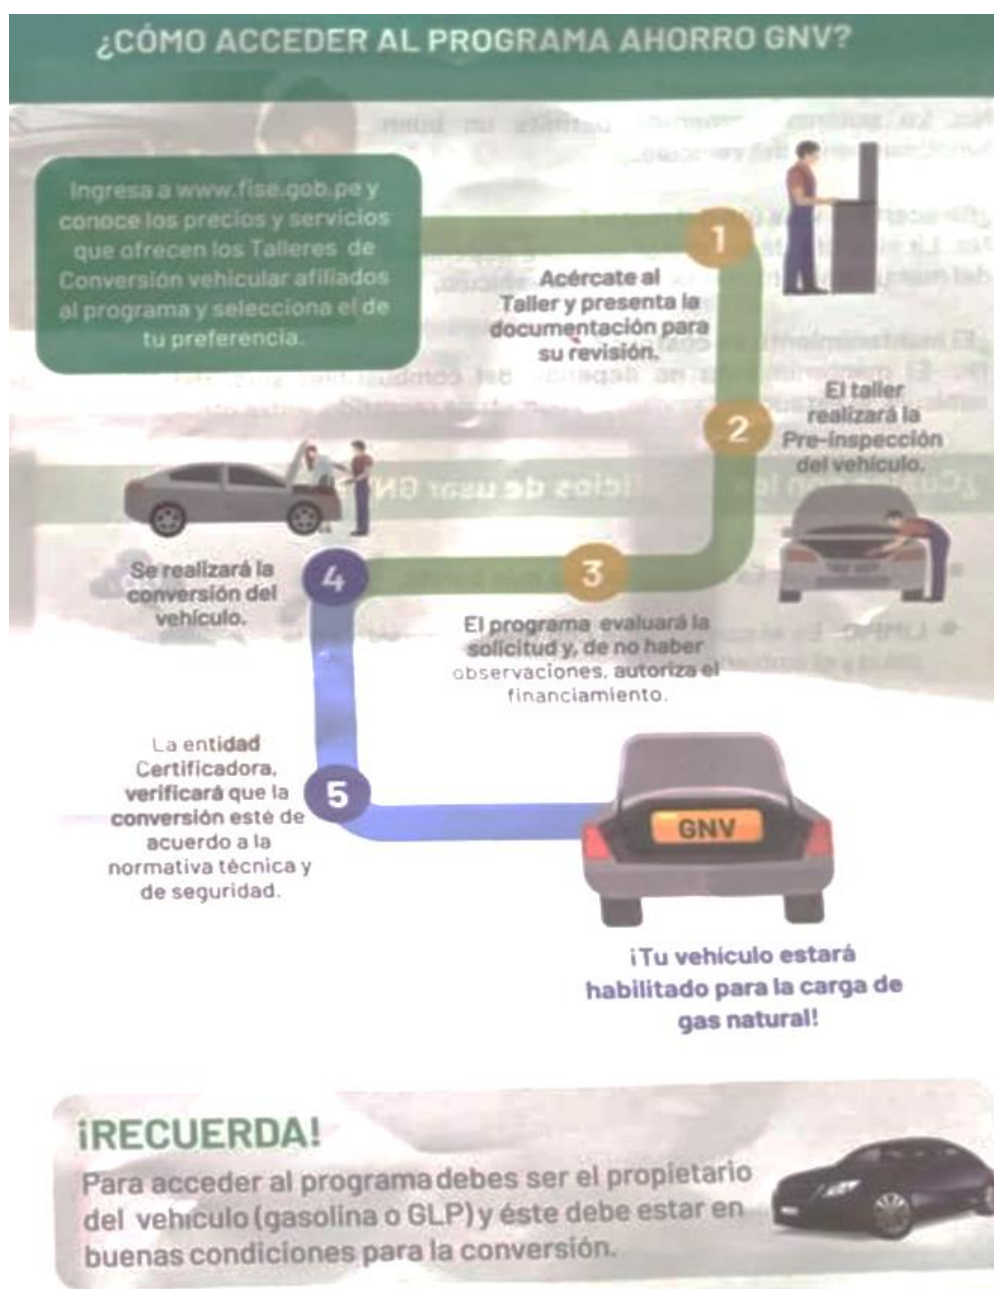 ¿CÓMO ACCEDER AL PROGRAMA AHORRO GNV?
Ingresa a www.fise.gob.pe y
conoce los precios y servicios
que ofrecen los Talleres de
Conversión vehicular afiliados
al programa y selecciona el de
tu preferencia.
1
Acércate al
Taller y presenta la
documentación para
su revisión.
2
El taller
realizará la
Pre-inspección
del vehículo.
3
El programa evaluará la
solicitud y, de no haber
observaciones, autoriza el
financiamiento.
4
Se realizará la
conversión del
vehículo.
5
La entidad
Certificadora,
verificará que la
conversión esté de
acuerdo a la
normativa técnica y
de seguridad.
GNV
¡Tu vehículo estará
habilitado para la carga de
gas natural!
¡RECUERDA!
Para acceder al programa debes ser el propietario
del vehículo (gasolina o GLP) y éste debe estar en
buenas condiciones para la conversión.